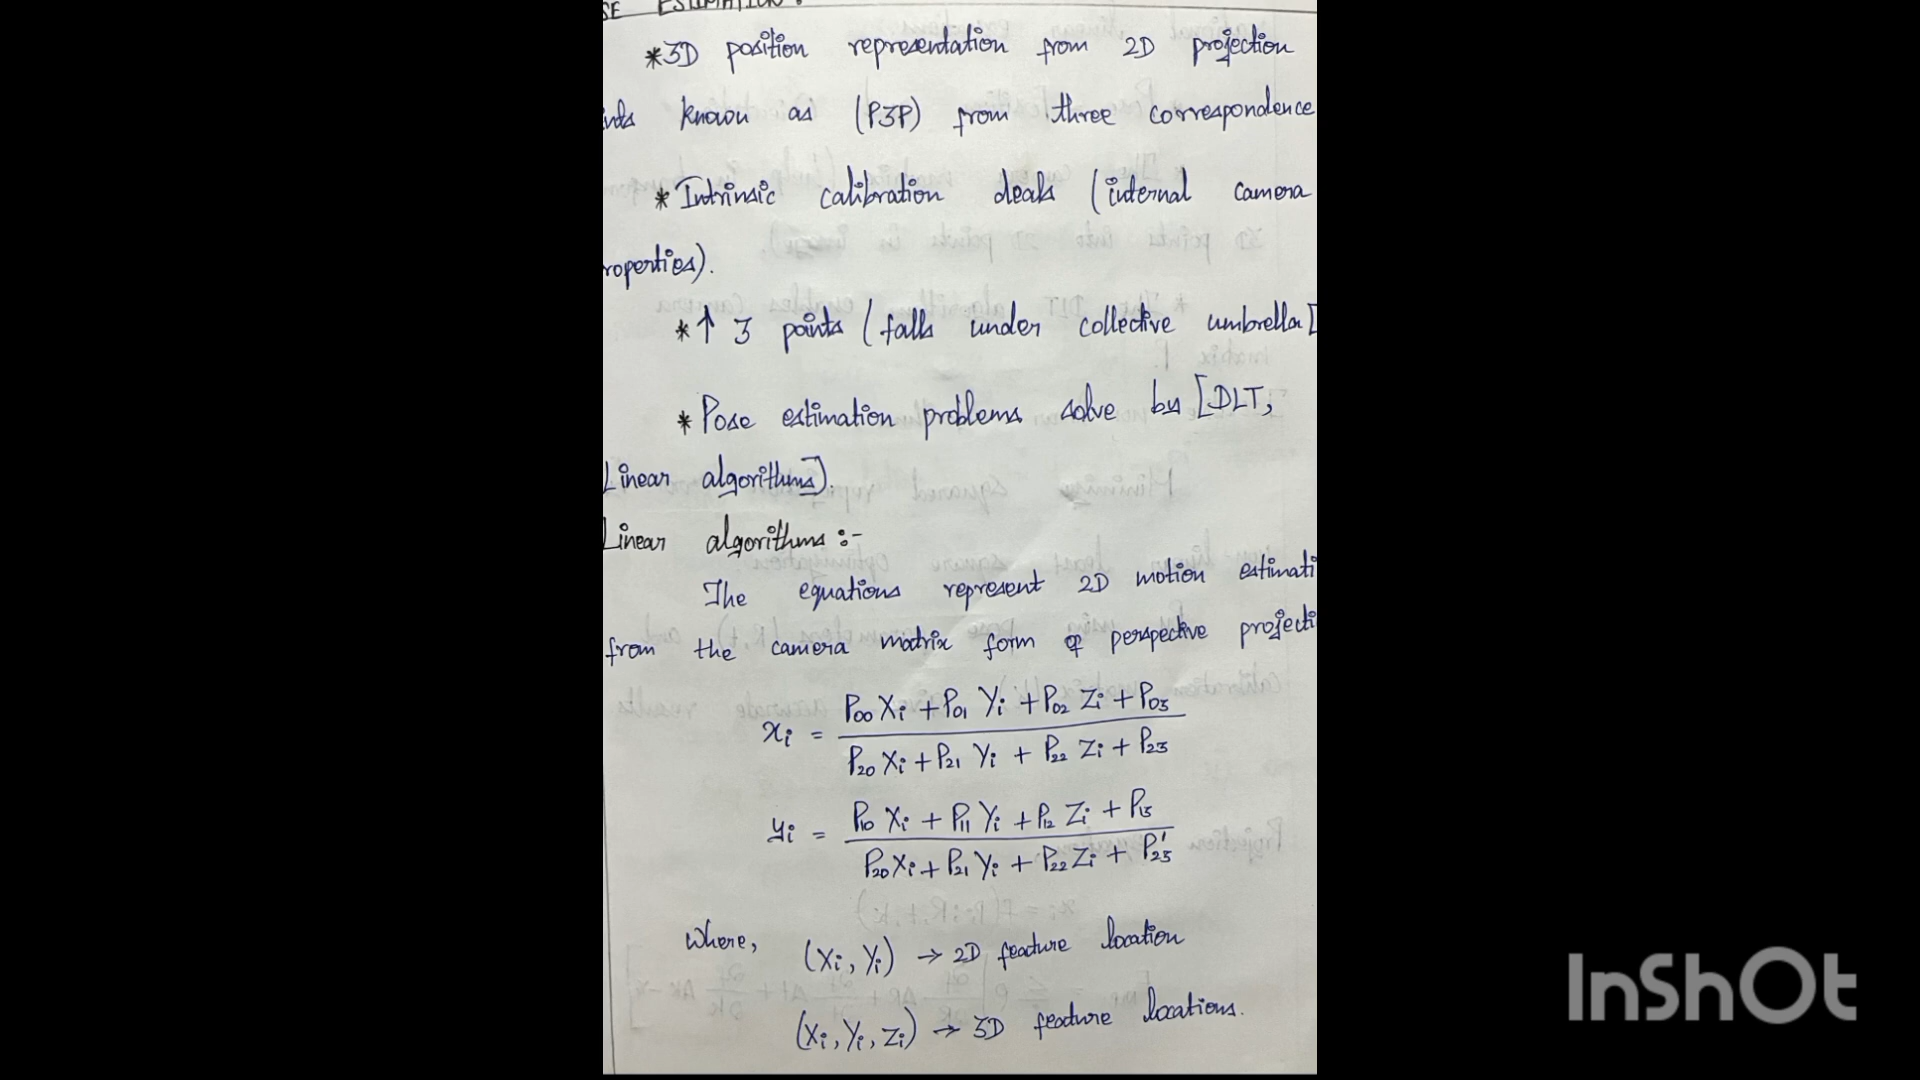 SE ESTIMATION:
*3D position representation from 2D projection
nds known as (P3P) from three correspondence
*Intrinsic calibration deals (internal camera
roperties).
*↑ 3 points (falls under collective umbrella [
*Pose estimation problems solve by [DLT,
Linear algorithms].
Linear algorithms :-
The equations represent 2D motion estimati
from the camera matrix form of perspective projecti
xi = P00 Xi + P01 Yi + P02 Zi + P03
P20 Xi + P21 Yi + P22 Zi + P23
yi = P10 Xi + P11 Yi + P12 Zi + P13
P20 Xi + P21 Yi + P22 Zi + P23'
Where, (Xi, Yi) → 2D feature location
(Xi, Yi, Zi) → 3D feature locations.
InShOt